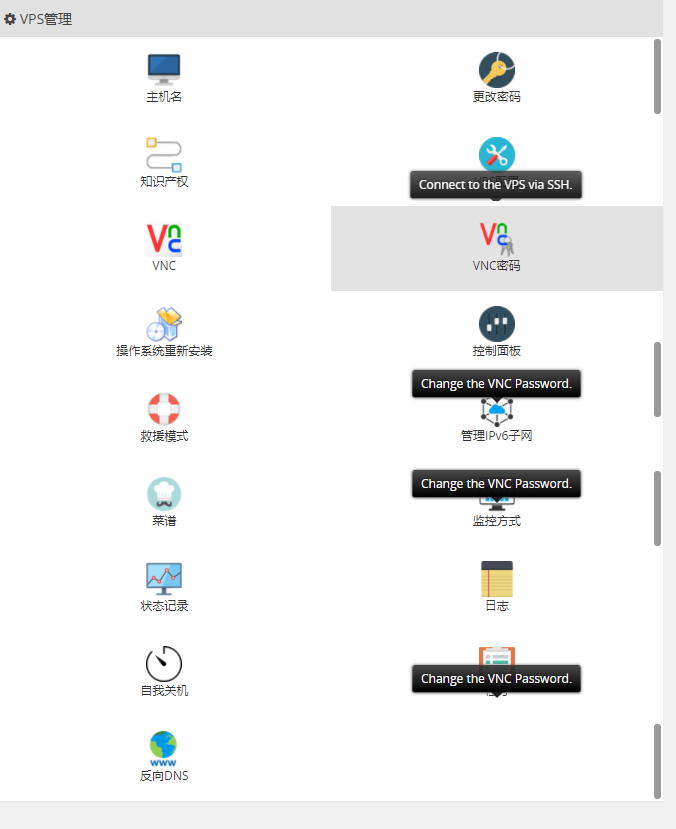 VPS管理
主机名
更改密码
知识产权
Connect to the VPS via SSH.
VNC
VNC密码
操作系统重新安装
控制面板
Change the VNC Password.
救援模式
管理IPv6子网
Change the VNC Password.
菜谱
监控方式
状态记录
日志
自我关机
Change the VNC Password.
WWW
反向DNS